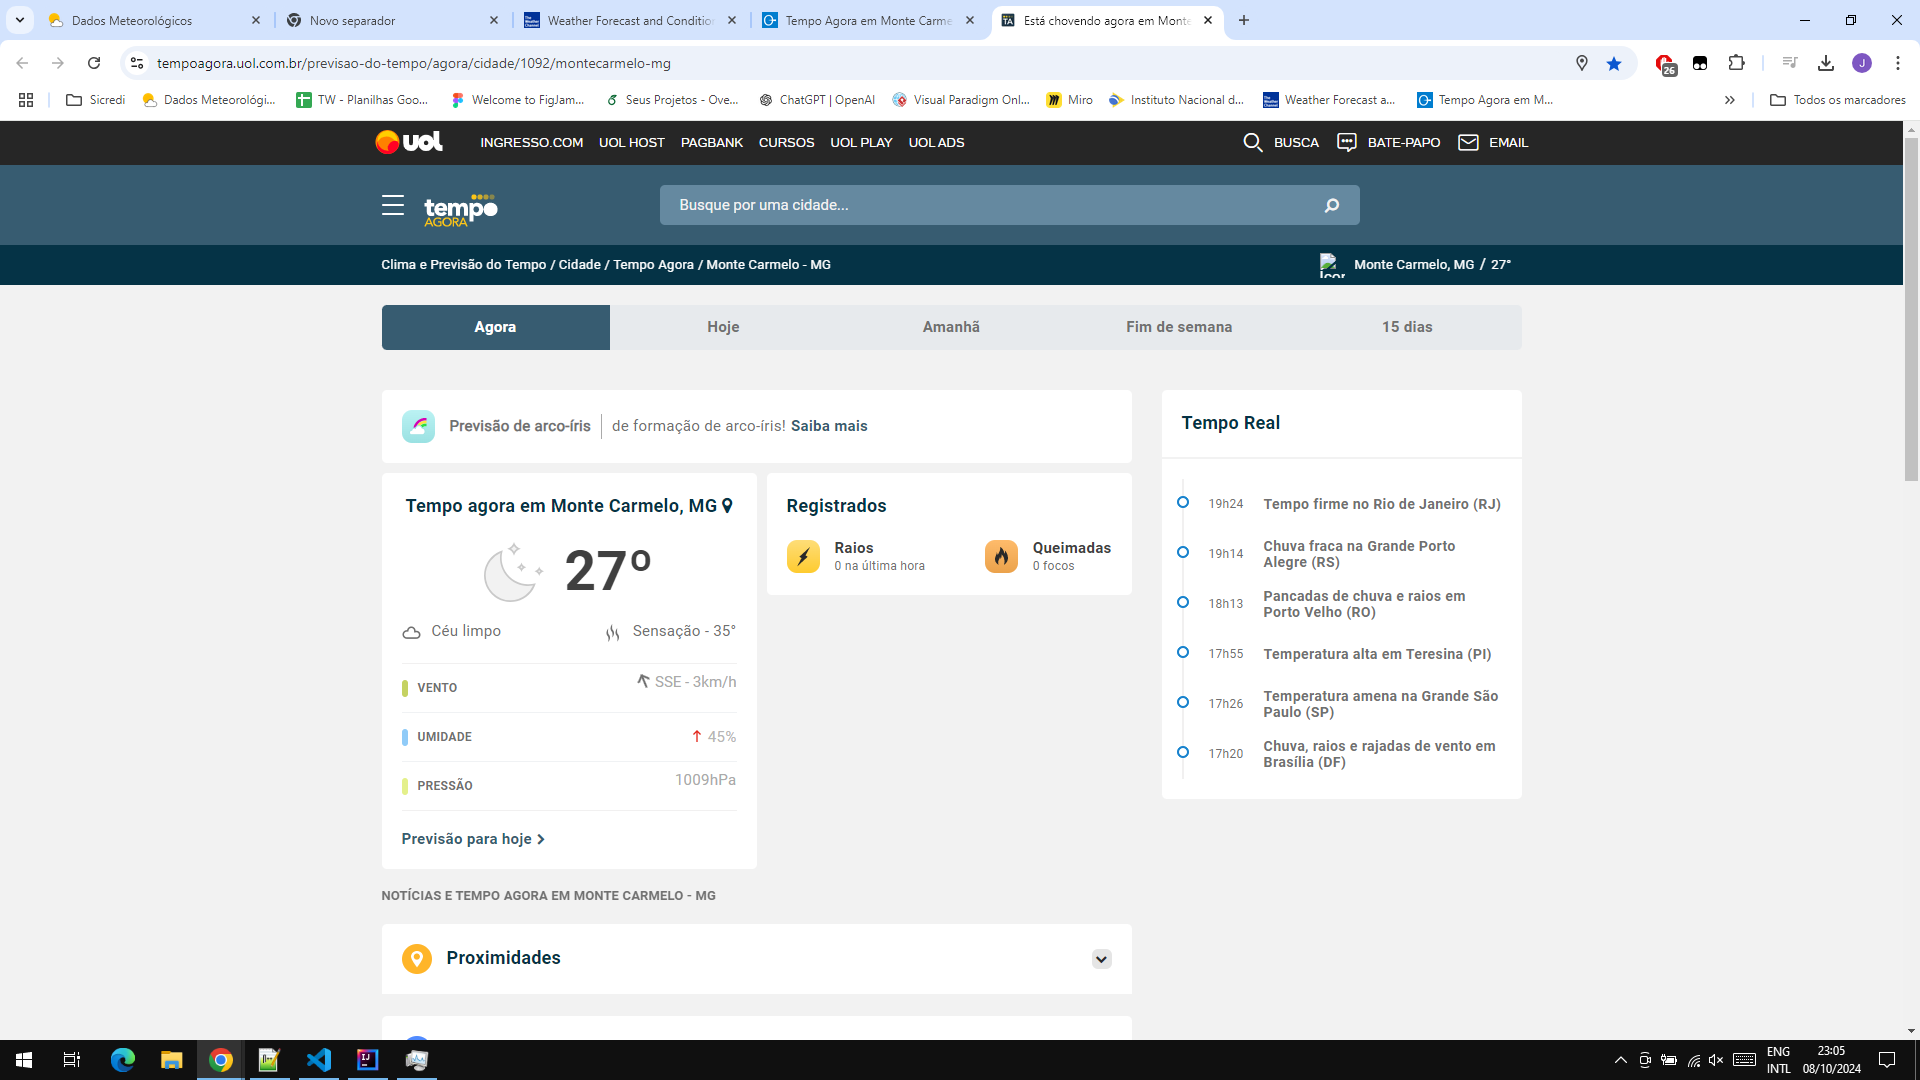 Dados Meteorológicos
Novo separador
Weather Forecast and Conditio
Tempo Agora em Monte Carme
Está chovendo agora em Monte
tempoagora.uol.com.br/previsao-do-tempo/agora/cidade/1092/montecarmelo-mg
26
J
Sicredi
Dados Meteorológi...
TW - Planilhas Goo...
Welcome to FigJam...
Seus Projetos - Ove...
ChatGPT | OpenAI
Visual Paradigm Onl...
Miro
Instituto Nacional d...
Weather Forecast a...
Tempo Agora em M...
Todos os marcadores
uol
INGRESSO.COM
UOL HOST
PAGBANK
CURSOS
UOL PLAY
UOL ADS
BUSCA
BATE-PAPO
EMAIL
tempo
AGORA
Busque por uma cidade...
Clima e Previsão do Tempo / Cidade / Tempo Agora / Monte Carmelo - MG
Monte Carmelo, MG / 27°
Agora
Hoje
Amanhã
Fim de semana
15 dias
Previsão de arco-íris
de formação de arco-íris! Saiba mais
Tempo agora em Monte Carmelo, MG
27º
Céu limpo
Sensação - 35°
VENTO
SSE - 3km/h
UMIDADE
45%
PRESSÃO
1009hPa
Previsão para hoje
Registrados
Raios
0 na última hora
Queimadas
0 focos
Tempo Real
19h24
Tempo firme no Rio de Janeiro (RJ)
19h14
Chuva fraca na Grande Porto
Alegre (RS)
18h13
Pancadas de chuva e raios em
Porto Velho (RO)
17h55
Temperatura alta em Teresina (PI)
17h26
Temperatura amena na Grande São
Paulo (SP)
17h20
Chuva, raios e rajadas de vento em
Brasília (DF)
NOTÍCIAS E TEMPO AGORA EM MONTE CARMELO - MG
Proximidades
ENG
INTL
23:05
08/10/2024